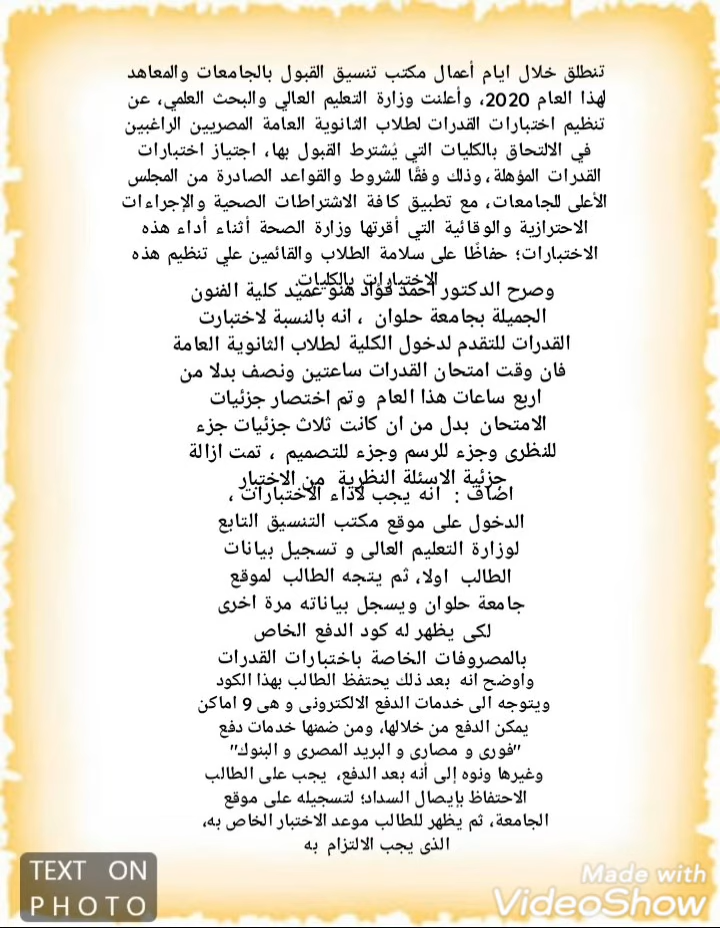 تنطلق خلال ايام أعمال مكتب تنسيق القبول بالجامعات والمعاهد
لهذا العام 2020، وأعلنت وزارة التعليم العالي والبحث العلمي، عن
تنظيم اختبارات القدرات لطلاب الثانوية العامة المصريين الراغبين
في الالتحاق بالكليات التي يُشترط القبول بها، اجتياز اختبارات
القدرات المؤهلة، وذلك وفقًا للشروط والقواعد الصادرة من المجلس
الأعلى للجامعات، مع تطبيق كافة الاشتراطات الصحية والإجراءات
الاحترازية والوقائية التي أقرتها وزارة الصحة أثناء أداء هذه
الاختبارات؛ حفاظًا على سلامة الطلاب والقائمين علي تنظيم هذه
الاختبارات بالكليات
وصرح الدكتور احمد فؤاد هنو عميد كلية الفنون
الجميلة بجامعة حلوان ، انه بالنسبة لاختبارت
القدرات للتقدم لدخول الكلية لطلاب الثانوية العامة
فان وقت امتحان القدرات ساعتين ونصف بدلا من
اربع ساعات هذا العام وتم اختصار جزئيات
الامتحان بدل من ان كانت ثلاث جزئيات جزء
للنظرى وجزء للرسم وجزء للتصميم ، تمت ازالة
جزئية الاسئلة النظرية من الاختبار
اضاف : انه يجب لاداء الاختبارات ،
الدخول على موقع مكتب التنسيق التابع
لوزارة التعليم العالى و تسجيل بيانات
الطالب اولا، ثم يتجه الطالب لموقع
جامعة حلوان ويسجل بياناته مرة اخرى
لكى يظهر له كود الدفع الخاص
بالمصروفات الخاصة باختبارات القدرات
واوضح انه بعد ذلك يحتفظ الطالب بهذا الكود
ويتوجه الى خدمات الدفع الالكترونى و هى 9 اماكن
يمكن الدفع من خلالها، ومن ضمنها خدمات دفع
"فورى و مصارى و البريد المصرى و البنوك"
وغيرها ونوه إلى أنه بعد الدفع، يجب على الطالب
الاحتفاظ بإيصال السداد؛ لتسجيله على موقع
الجامعة، ثم يظهر للطالب موعد الاختبار الخاص به،
الذى يجب الالتزام به
TEXT ON
PHOTO
Made with
VideoShow